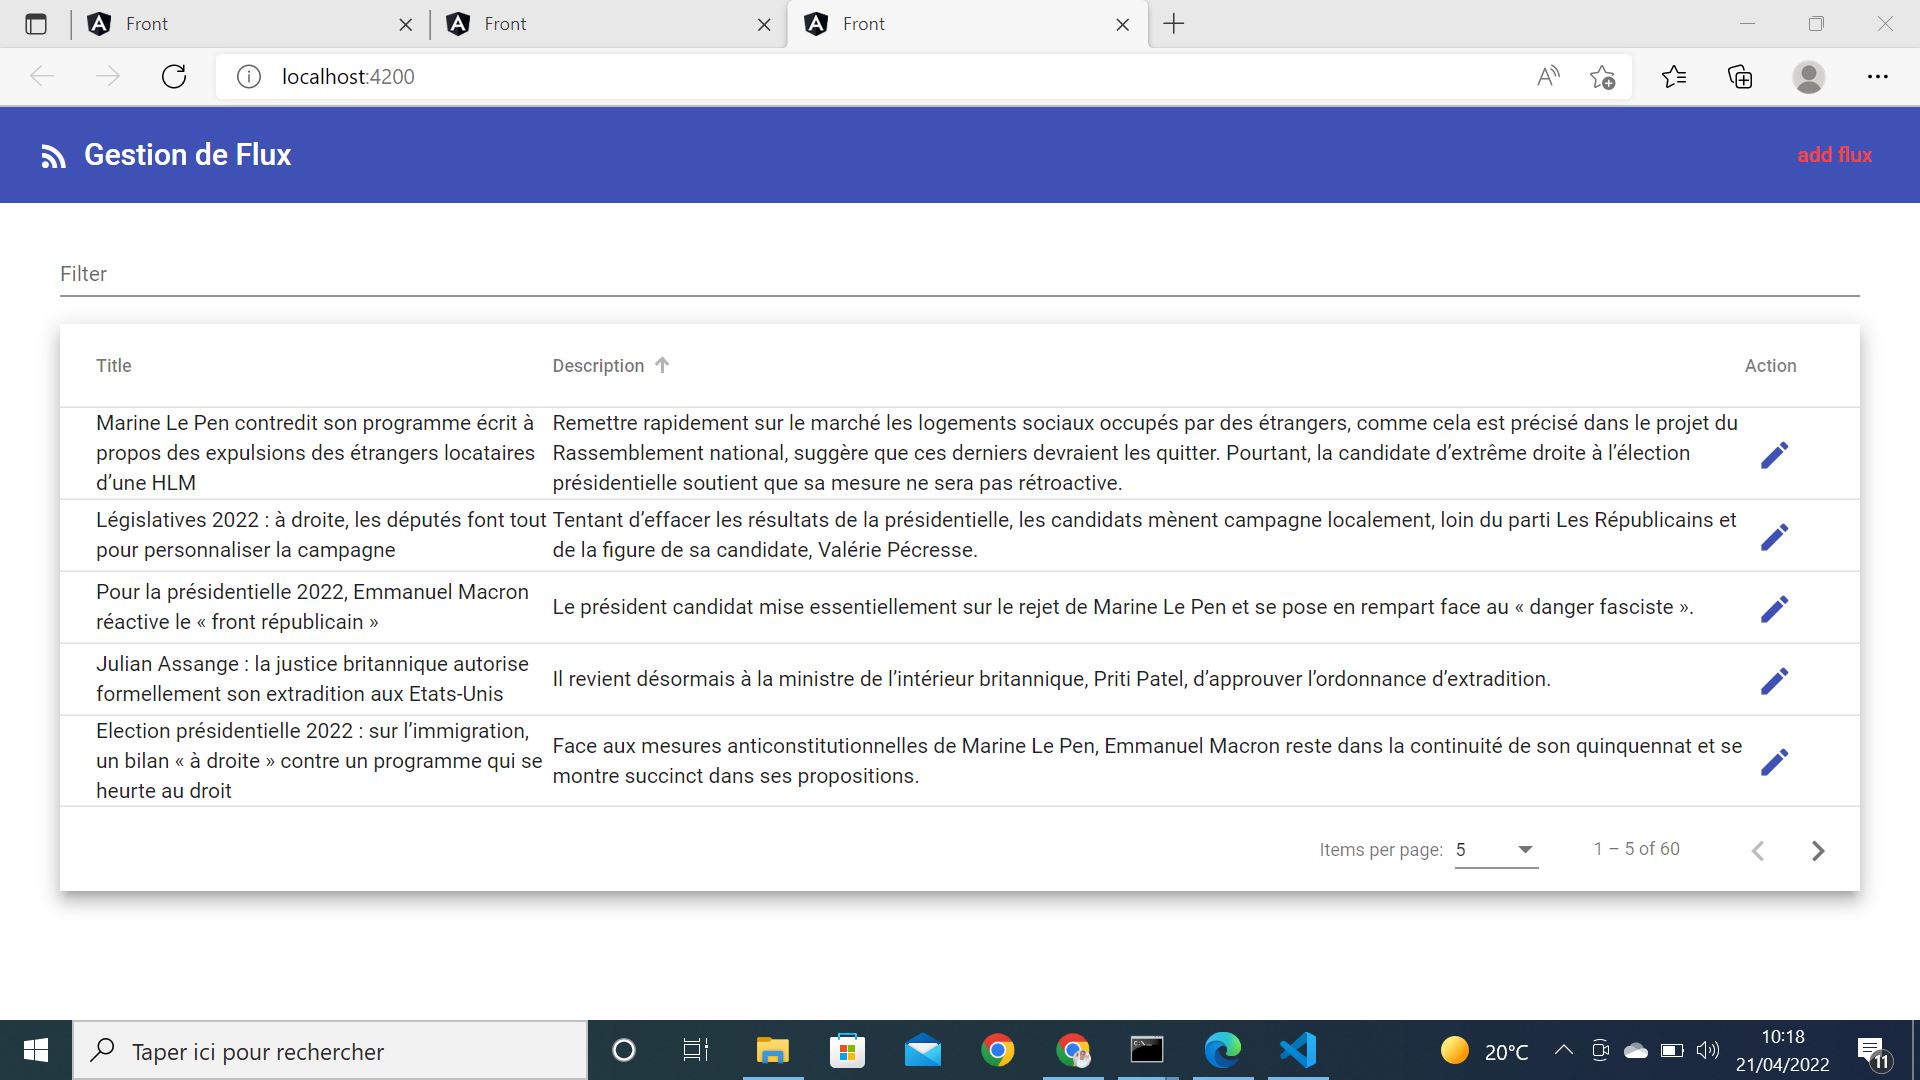 Front
Front
Front
localhost:4200
Gestion de Flux
add flux
Filter
Title
Description
Action
Marine Le Pen contredit son programme écrit à
propos des expulsions des étrangers locataires
d’une HLM
Remettre rapidement sur le marché les logements sociaux occupés par des étrangers, comme cela est précisé dans le projet du
Rassemblement national, suggère que ces derniers devraient les quitter. Pourtant, la candidate d’extrême droite à l’élection
présidentielle soutient que sa mesure ne sera pas rétroactive.
Législatives 2022 : à droite, les députés font tout
pour personnaliser la campagne
Tentant d’effacer les résultats de la présidentielle, les candidats mènent campagne localement, loin du parti Les Républicains et
de la figure de sa candidate, Valérie Pécresse.
Pour la présidentielle 2022, Emmanuel Macron
réactive le « front républicain »
Le président candidat mise essentiellement sur le rejet de Marine Le Pen et se pose en rempart face au « danger fasciste ».
Julian Assange : la justice britannique autorise
formellement son extradition aux Etats-Unis
Il revient désormais à la ministre de l’intérieur britannique, Priti Patel, d’approuver l’ordonnance d’extradition.
Election présidentielle 2022 : sur l’immigration,
un bilan « à droite » contre un programme qui se
heurte au droit
Face aux mesures anticonstitutionnelles de Marine Le Pen, Emmanuel Macron reste dans la continuité de son quinquennat et se
montre succinct dans ses propositions.
Items per page: 5
1 – 5 of 60
Taper ici pour rechercher
20°C
10:18
21/04/2022
11